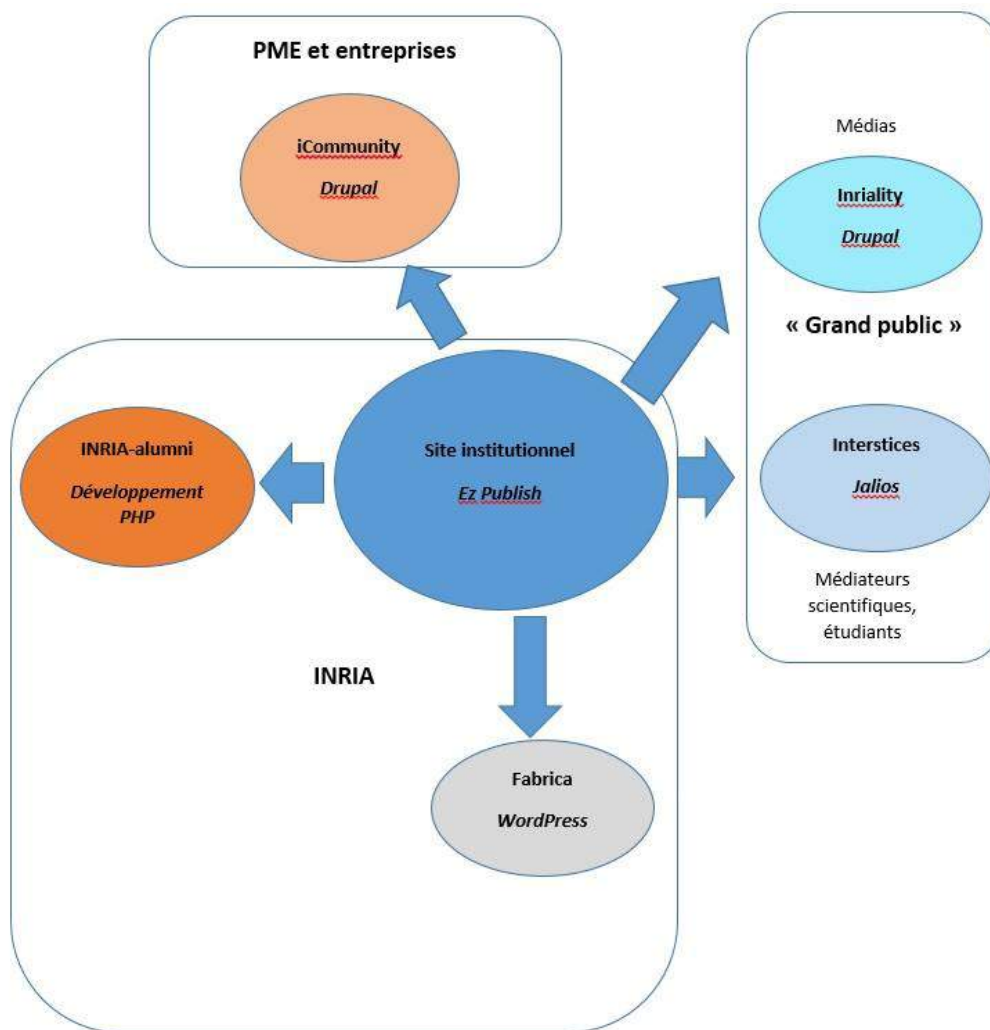 PME et entreprises
iCommunity
Drupal
Médias
Inriality
Drupal
« Grand public »
INRIA-alumni
Développement
PHP
Site institutionnel
Ez Publish
Interstices
Jalios
Médiateurs
scientifiques,
étudiants
INRIA
Fabrica
WordPress